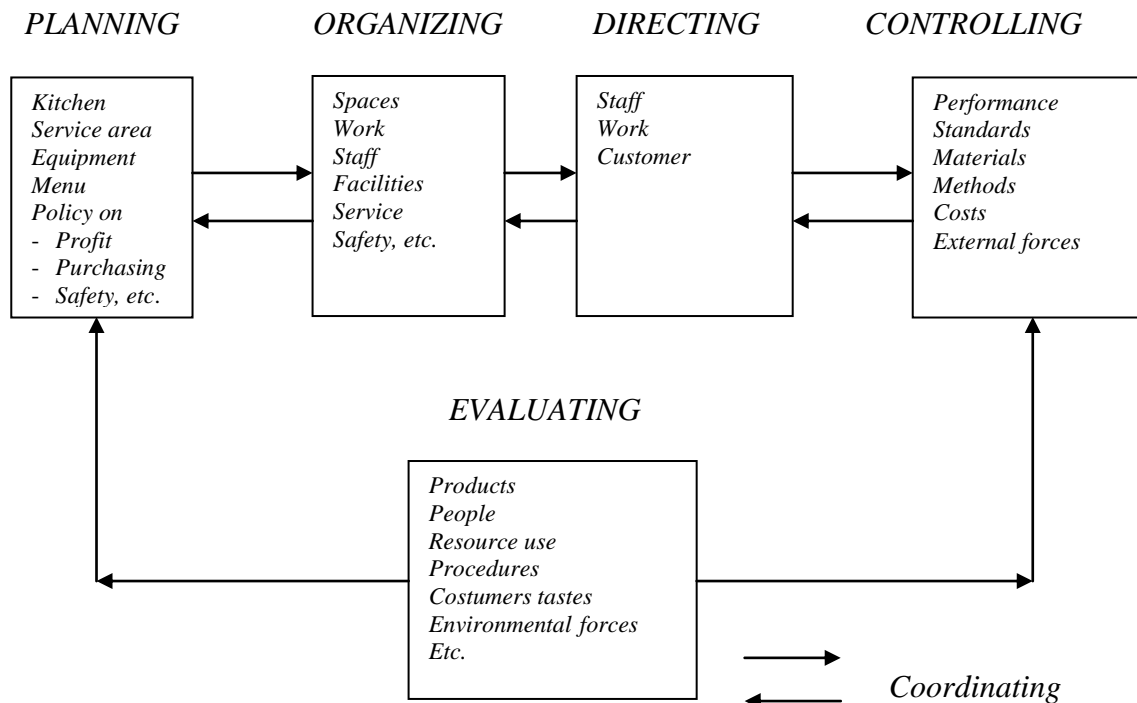 PLANNING
ORGANIZING
DIRECTING
CONTROLLING
Kitchen
Service area
Equipment
Menu
Policy on
- Profit
- Purchasing
- Safety, etc.
Spaces
Work
Staff
Facilities
Service
Safety, etc.
Staff
Work
Customer
Performance
Standards
Materials
Methods
Costs
External forces
EVALUATING
Products
People
Resource use
Procedures
Costumers tastes
Environmental forces
Etc.
Coordinating